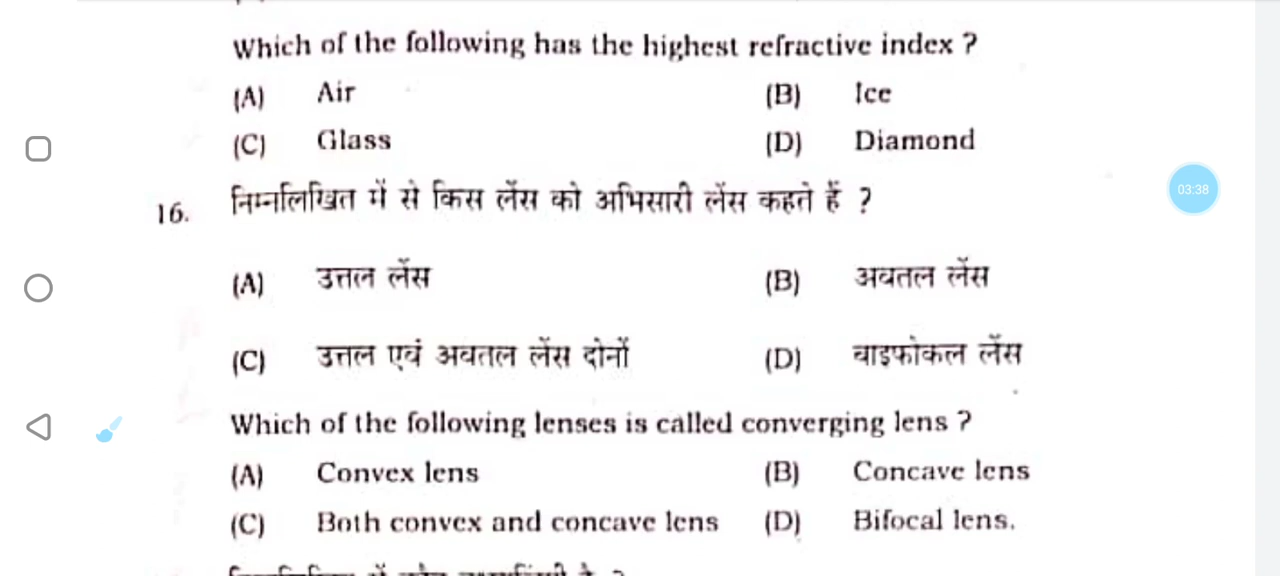 Which of the following has the highest refractive index ?
(A) Air (B) Ice
(C) Glass (D) Diamond
03:38
16. निम्नलिखित में से किस लेंस को अभिसारी लेंस कहते हैं ?
(A) उत्तल लेंस (B) अवतल लेंस
(C) उत्तल एवं अवतल लेंस दोनों (D) बाइफोकल लेंस
Which of the following lenses is called converging lens ?
(A) Convex lens (B) Concave lens
(C) Both convex and concave lens (D) Bifocal lens.